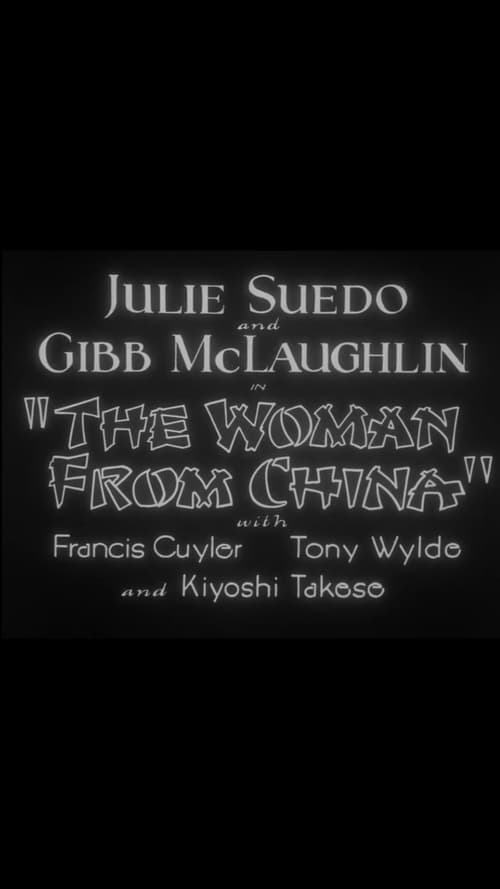 JULIE SUEDO
and
GIBB MCLAUGHLIN
IN
"THE WOMAN
FROM CHINA"
with
Francis Cuyler Tony Wylde
and Kiyoshi Takese